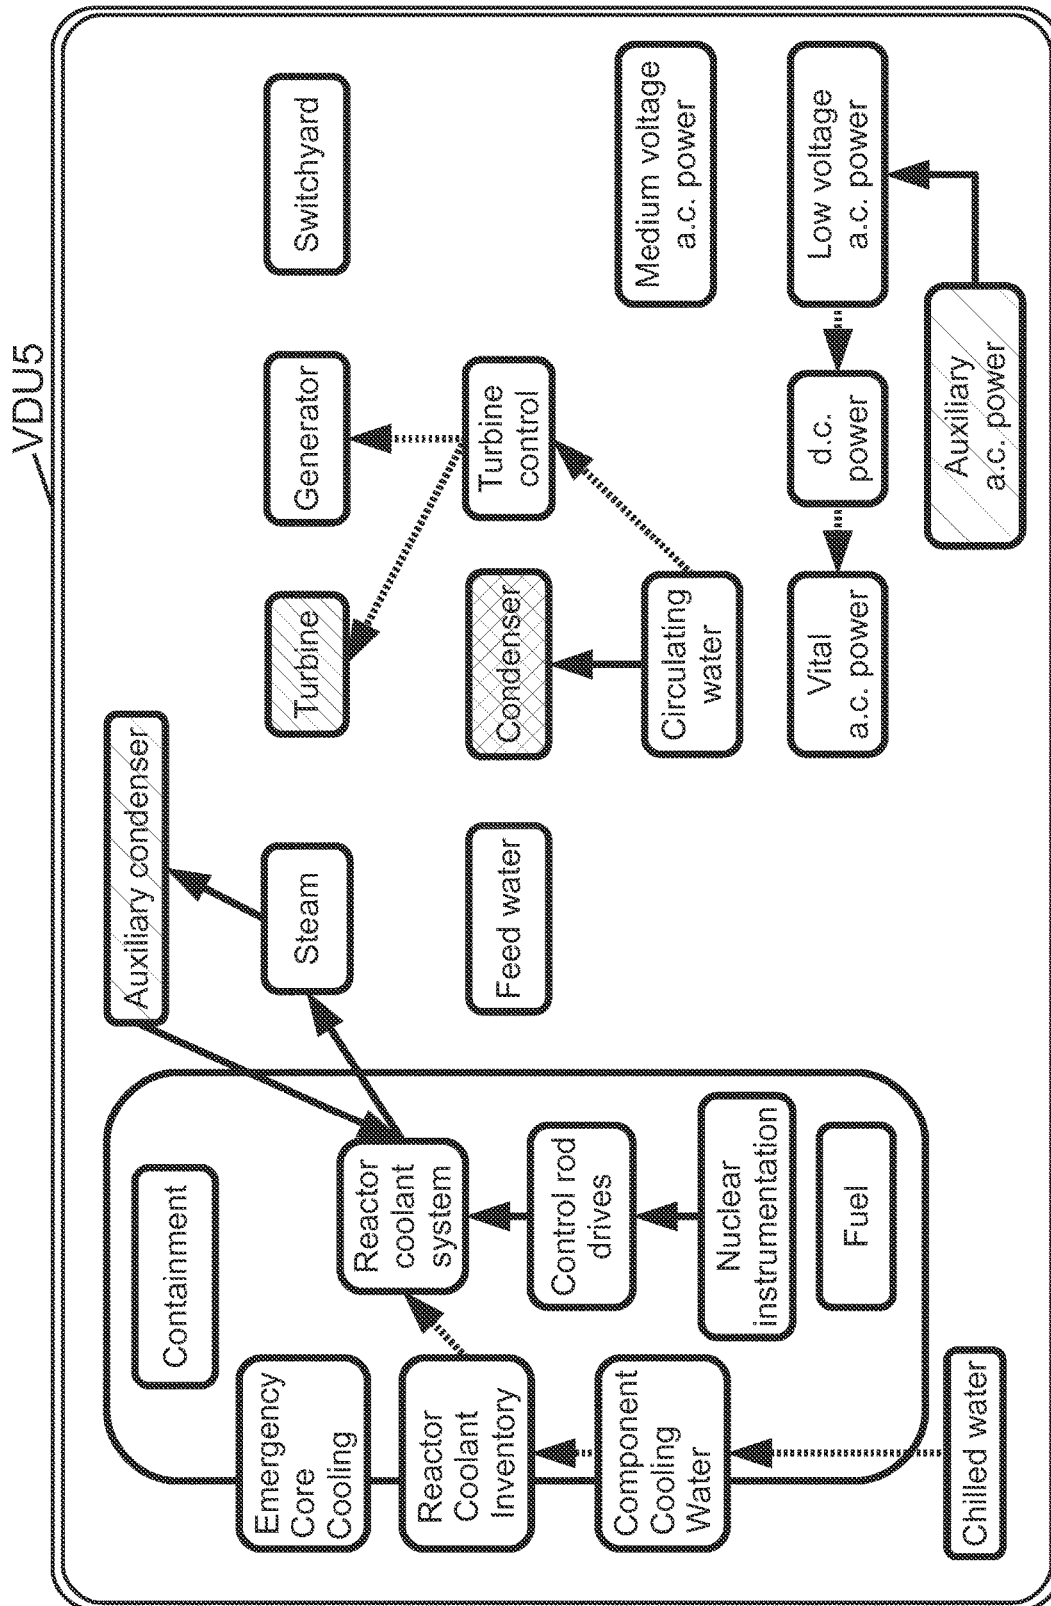 VDU5
Containment
Auxiliary condenser
Emergency
Core
Cooling
Steam
Turbine
Generator
Switchyard
Reactor
coolant
system
Reactor
Coolant
Inventory
Feed water
Condenser
Turbine
control
Control rod
drives
Component
Cooling
Water
Circulating
water
Medium voltage
a.c. power
Nuclear
instrumentation
Fuel
Vital
a.c. power
d.c.
power
Low voltage
a.c. power
Chilled water
Auxiliary
a.c. power